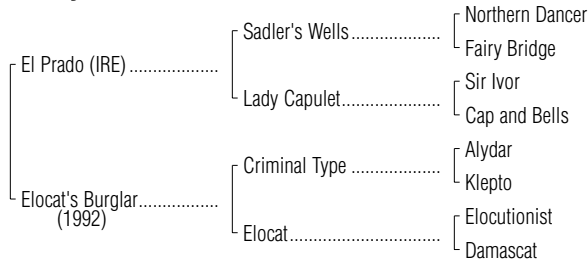 Northern Dancer
Sadler's Wells
Fairy Bridge
El Prado (IRE)
Sir Ivor
Lady Capulet
Cap and Bells
Alydar
Criminal Type
Klepto
Elocat's Burglar
(1992)
Elocutionist
Elocat
Damascat